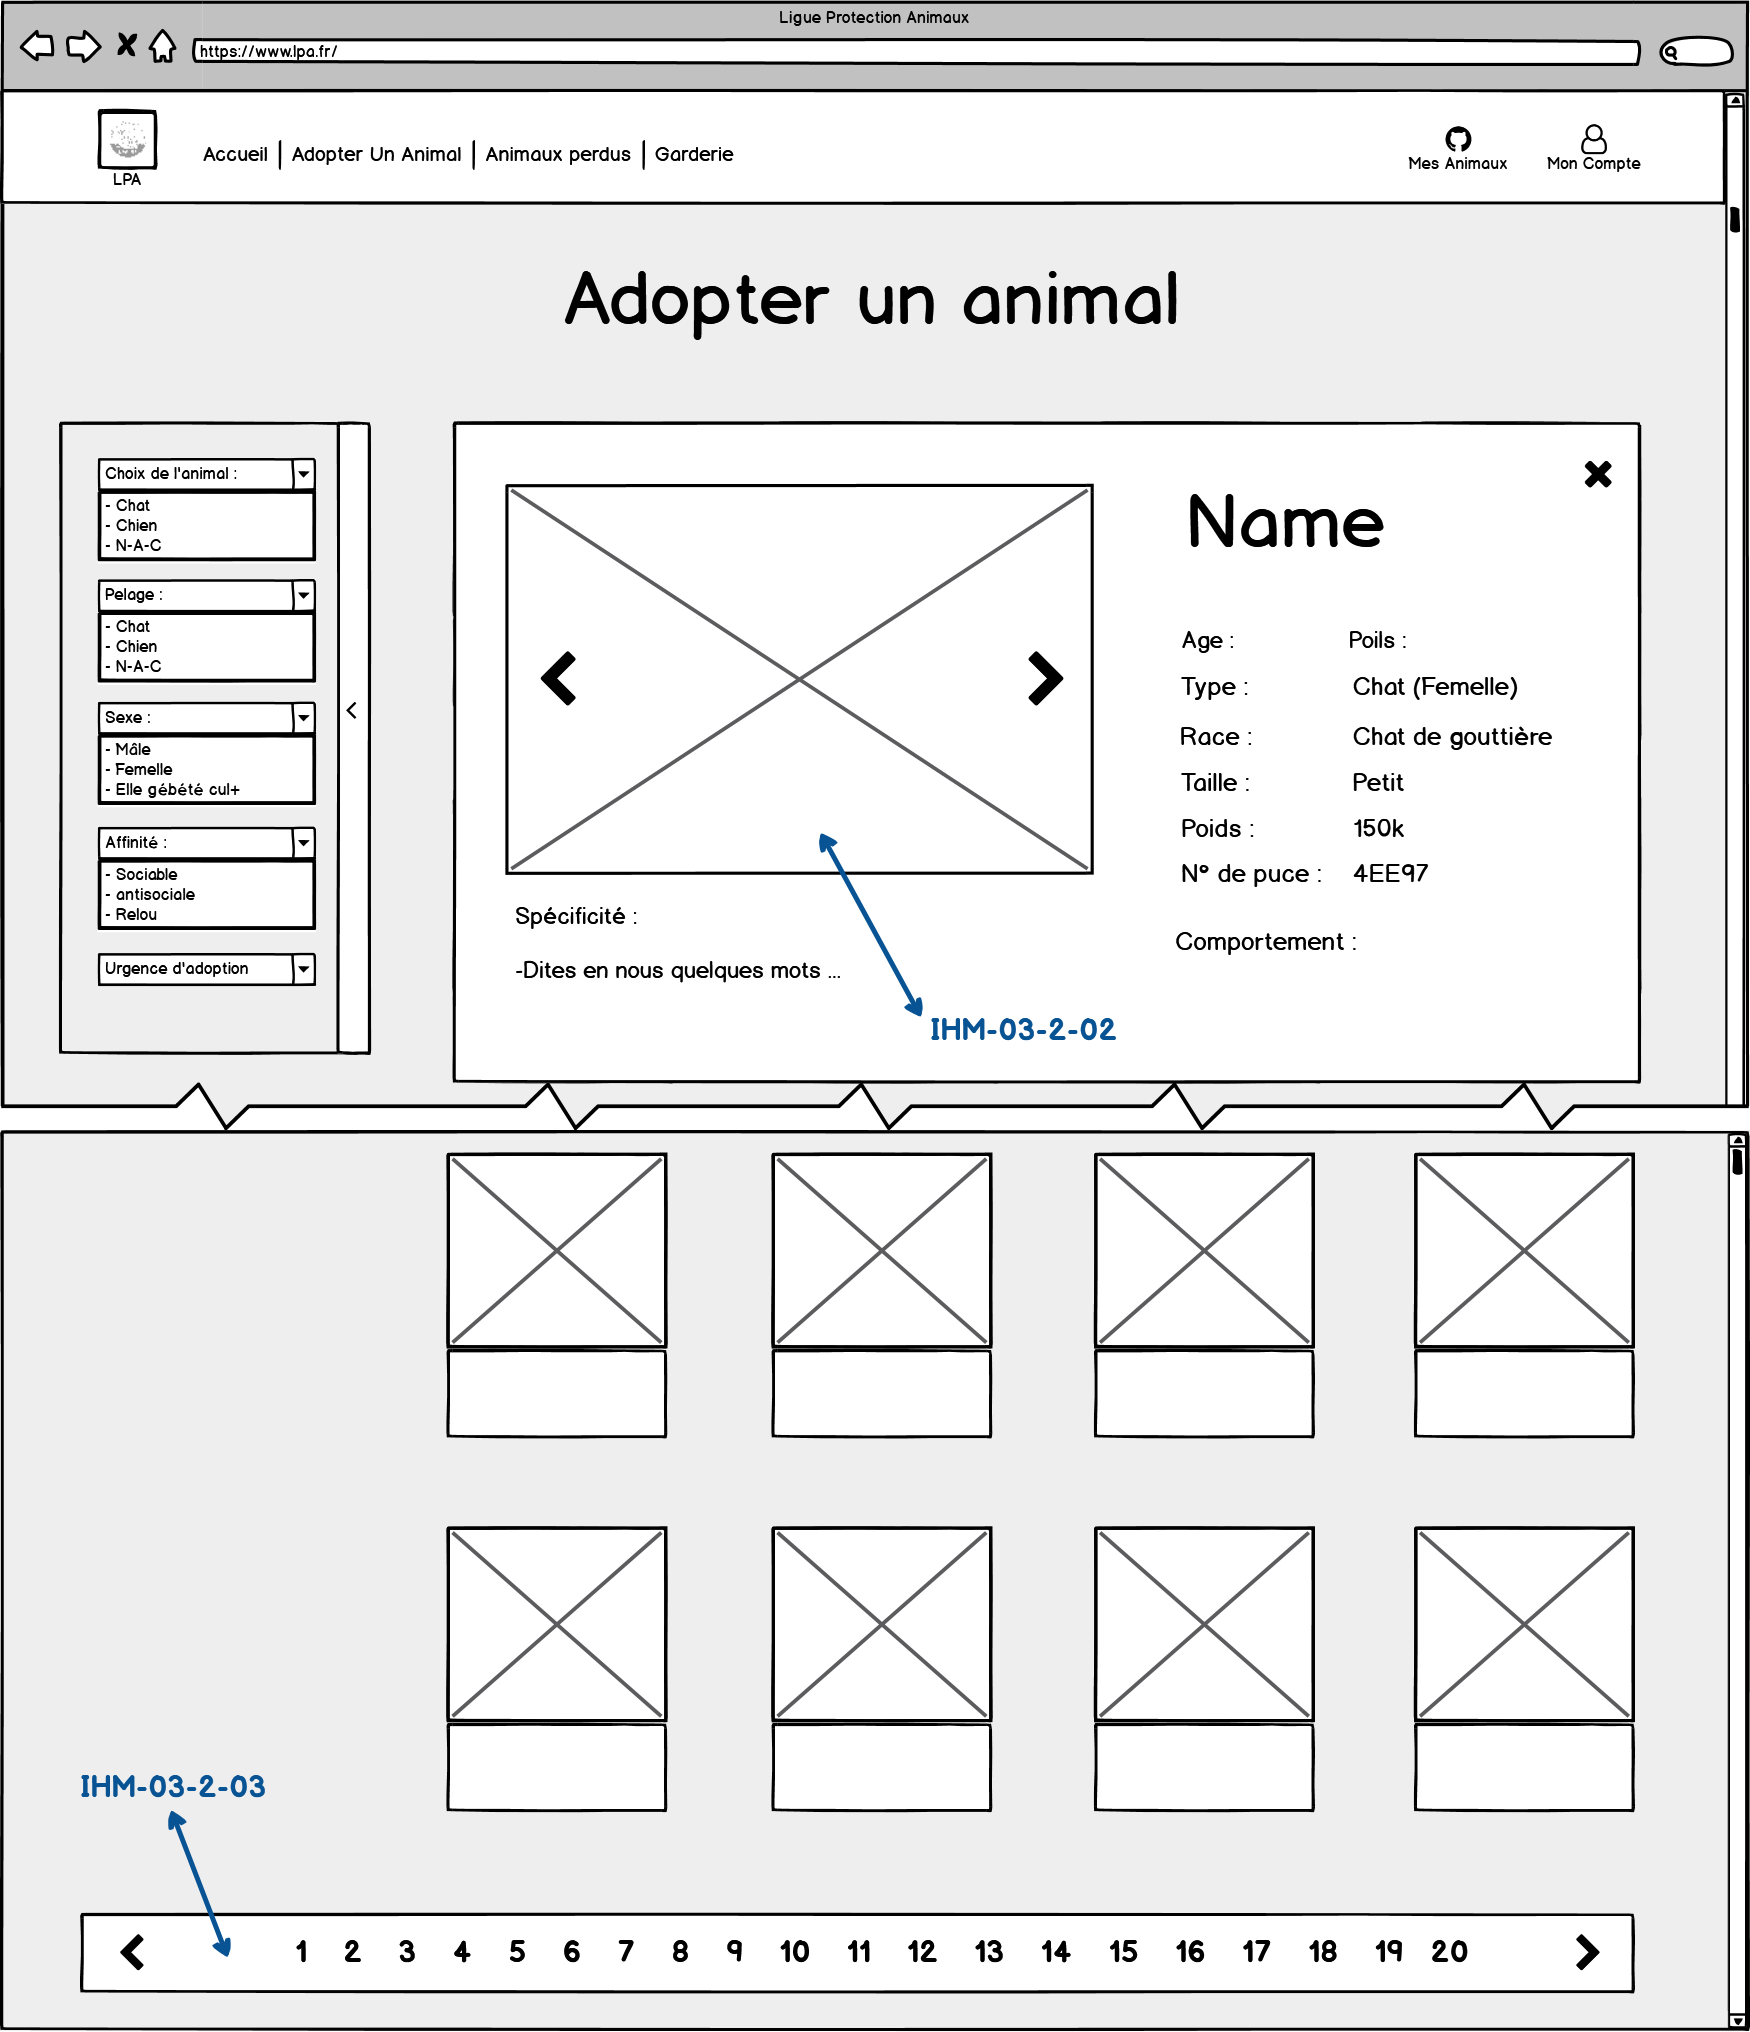 Ligue Protection Animaux
https://www.lpa.fr/
LPA
Accueil
Adopter Un Animal
Animaux perdus
Garderie
Mes Animaux
Mon Compte
Adopter un animal
Choix de l'animal :
- Chat
- Chien
- N-A-C
Pelage :
- Chat
- Chien
- N-A-C
Sexe :
- Mâle
- Femelle
- Elle gébété cul+
Affinité :
- Sociable
- antisociale
- Relou
Urgence d'adoption
<
Name
Age :
Poils :
Type : Chat (Femelle)
Race : Chat de gouttière
Taille : Petit
Poids : 150k
N° de puce : 4EE97
Comportement :
Spécificité :
-Dites en nous quelques mots ...
IHM-03-2-02
IHM-03-2-03
1 2 3 4 5 6 7 8 9 10 11 12 13 14 15 16 17 18 19 20